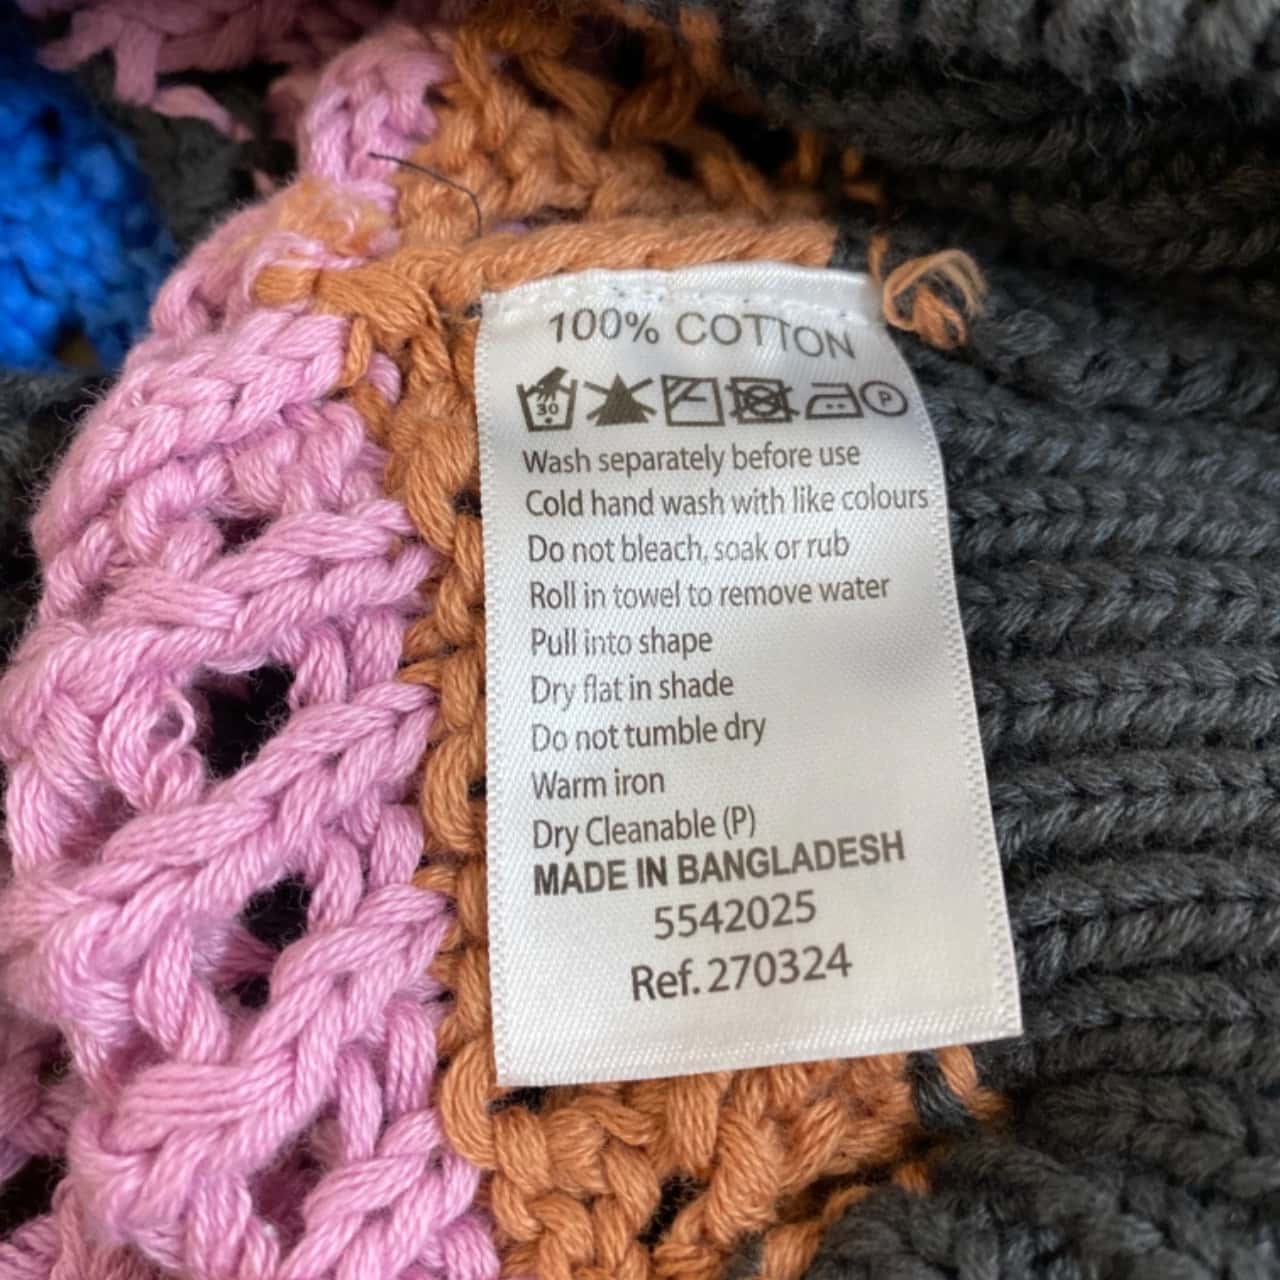 100% COTTON
30 P
Wash separately before use
Cold hand wash with like colours
Do not bleach, soak or rub
Roll in towel to remove water
Pull into shape
Dry flat in shade
Do not tumble dry
Warm iron
Dry Cleanable (P)
MADE IN BANGLADESH
5542025
Ref. 270324